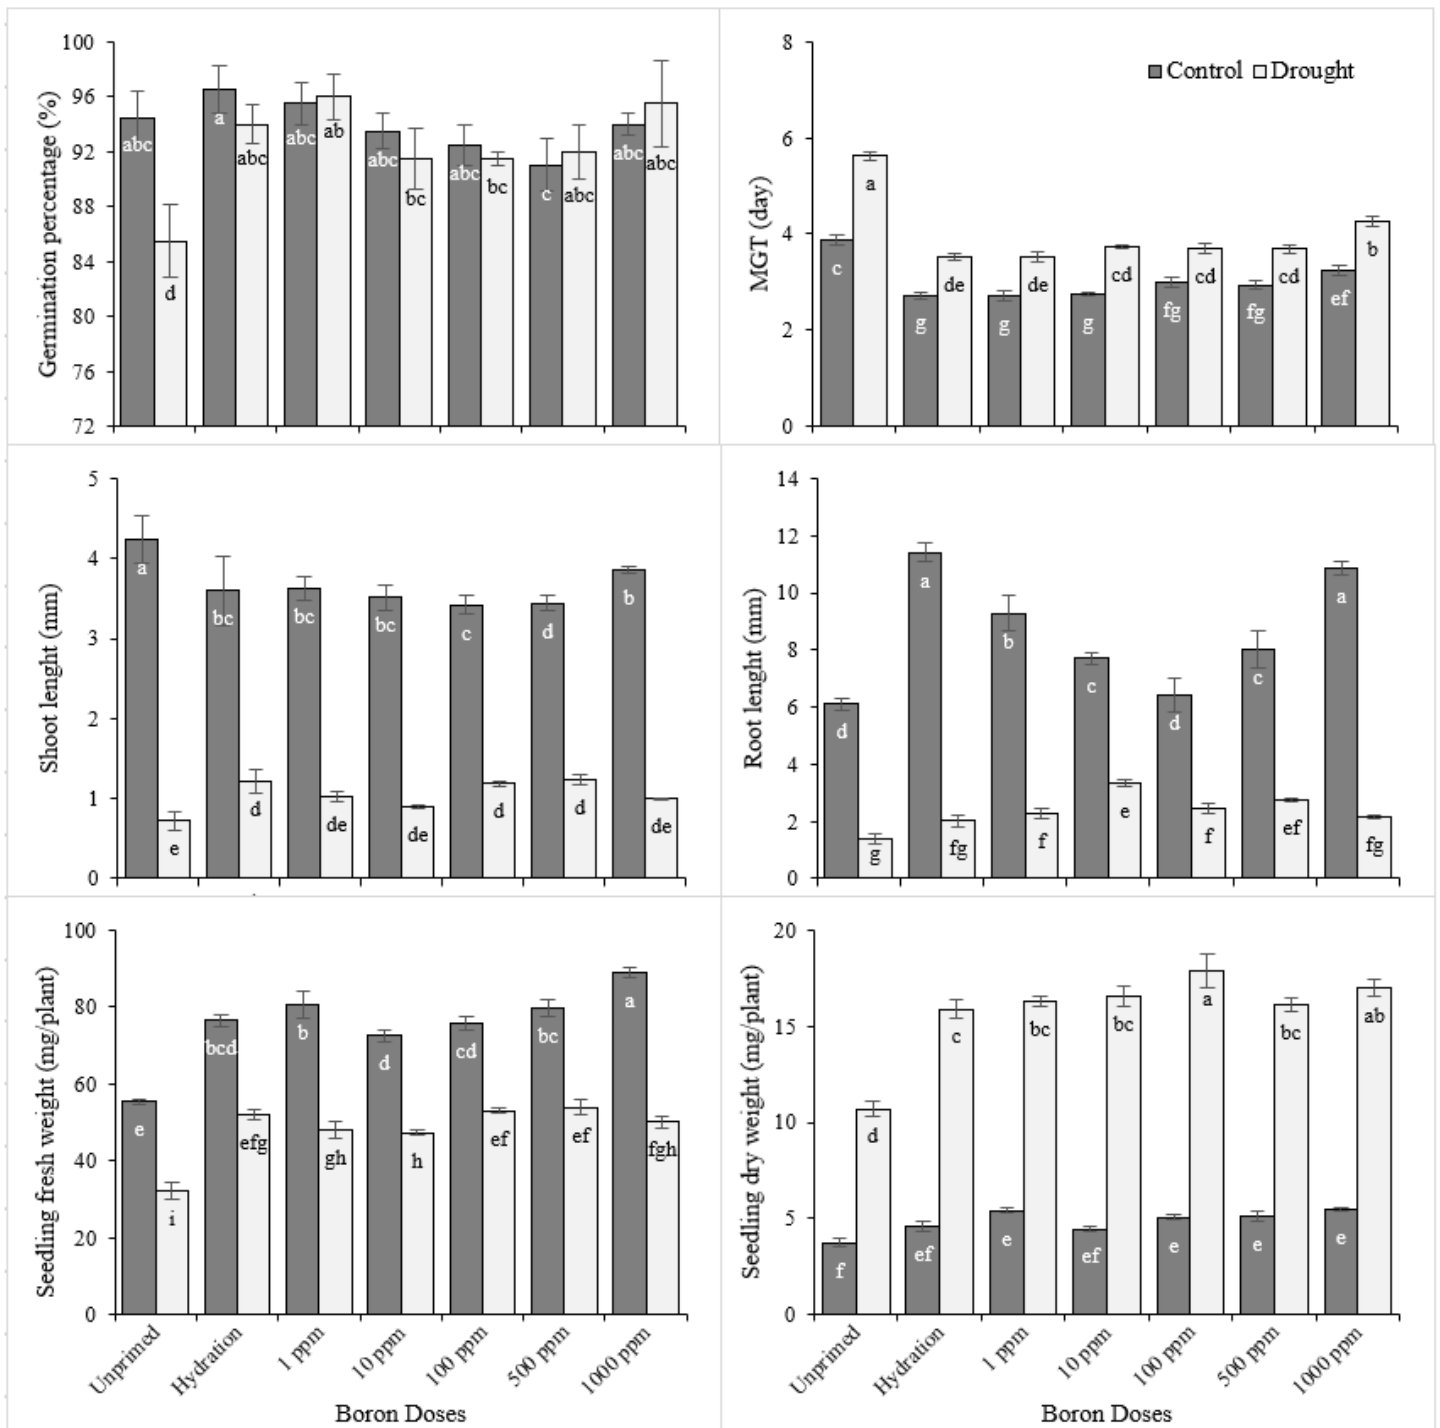 100
96
92
88
84
80
76
72
Germination percentage (%)
abc
a
abc
abc
abc
c
abc
d
abc
ab
bc
bc
abc
abc
8
6
4
2
0
MGT (day)
Control Drought
c
g
g
g
fg
fg
ef
a
de
de
cd
cd
cd
b
5
4
3
2
1
0
Shoot lenght (mm)
a
bc
bc
bc
c
d
b
e
d
de
de
d
d
de
14
12
10
8
6
4
2
0
Root lenght (mm)
d
a
b
c
d
c
a
g
fg
f
e
f
ef
fg
100
80
60
40
20
0
Seedling fresh weight (mg/plant)
e
bcd
b
d
cd
bc
a
i
efg
gh
h
ef
ef
fgh
Unprimed
Hydration
1 ppm
10 ppm
100 ppm
500 ppm
1000 ppm
Boron Doses
20
15
10
5
0
Seedling dry weight (mg/plant)
f
ef
e
ef
e
e
e
d
c
bc
bc
a
bc
ab
Unprimed
Hydration
1 ppm
10 ppm
100 ppm
500 ppm
1000 ppm
Boron Doses